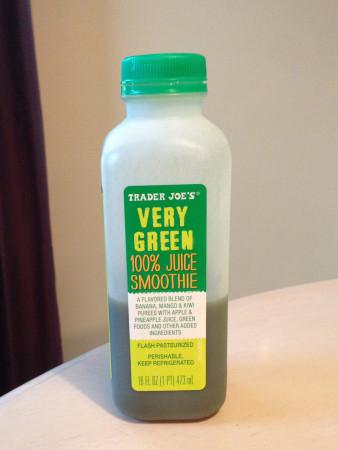 TRADER JOE'S®
VERY
GREEN
100% JUICE
SMOOTHIE
A FLAVORED BLEND OF
BANANA, MANGO & KIWI
PUREES WITH APPLE &
PINEAPPLE JUICE, GREEN
FOODS AND OTHER ADDED
INGREDIENTS
FLASH PASTEURIZED
PERISHABLE,
KEEP REFRIGERATED
16 FL OZ (1 PT) 473 mL